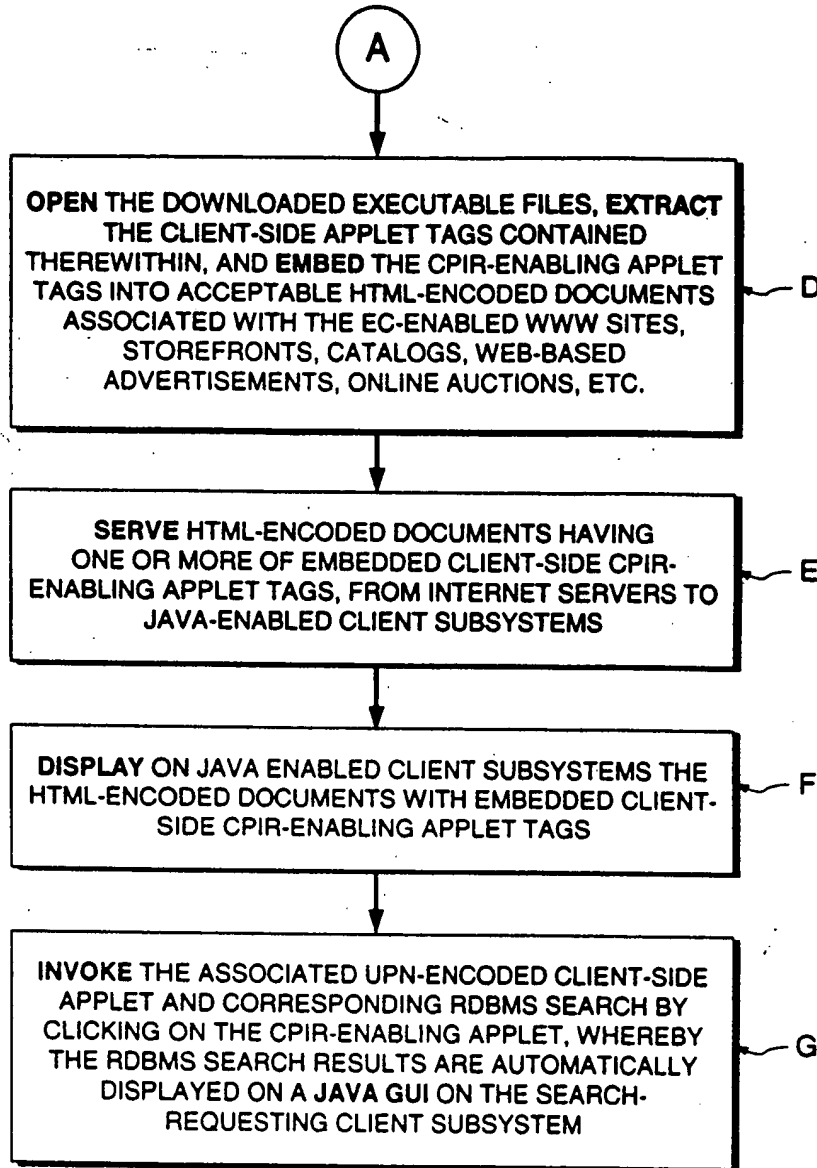 A
OPEN THE DOWNLOADED EXECUTABLE FILES, EXTRACT
THE CLIENT-SIDE APPLET TAGS CONTAINED
THEREWITHIN, AND EMBED THE CPIR-ENABLING APPLET
TAGS INTO ACCEPTABLE HTML-ENCODED DOCUMENTS
ASSOCIATED WITH THE EC-ENABLED WWW SITES,
STOREFRONTS, CATALOGS, WEB-BASED
ADVERTISEMENTS, ONLINE AUCTIONS, ETC.
D
SERVE HTML-ENCODED DOCUMENTS HAVING
ONE OR MORE OF EMBEDDED CLIENT-SIDE CPIR-
ENABLING APPLET TAGS, FROM INTERNET SERVERS TO
JAVA-ENABLED CLIENT SUBSYSTEMS
E
DISPLAY ON JAVA ENABLED CLIENT SUBSYSTEMS THE
HTML-ENCODED DOCUMENTS WITH EMBEDDED CLIENT-
SIDE CPIR-ENABLING APPLET TAGS
F
INVOKE THE ASSOCIATED UPN-ENCODED CLIENT-SIDE
APPLET AND CORRESPONDING RDBMS SEARCH BY
CLICKING ON THE CPIR-ENABLING APPLET, WHEREBY
THE RDBMS SEARCH RESULTS ARE AUTOMATICALLY
DISPLAYED ON A JAVA GUI ON THE SEARCH-
REQUESTING CLIENT SUBSYSTEM
G